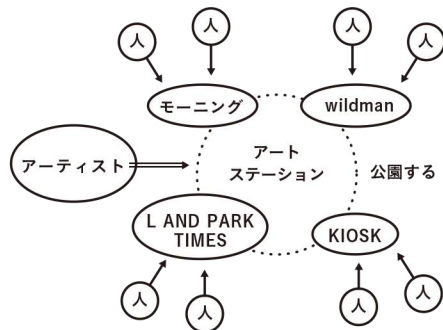 人
人
人
人
モーニング
wildman
アーティスト
アート
ステーション
公園する
L AND PARK
TIMES
KIOSK
人
人
人
人